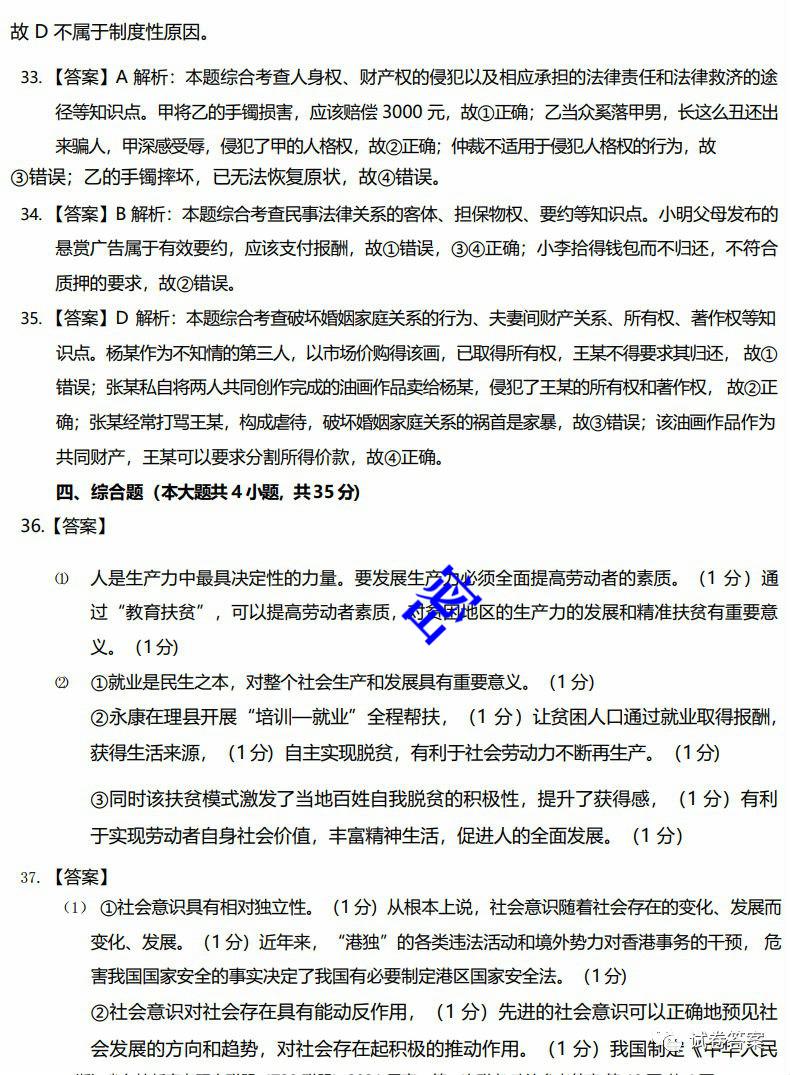 故 D 不属于制度性原因。
33. 【答案】A 解析：本题综合考查人身权、财产权的侵犯以及相应承担的法律责任和法律救济的途
径等知识点。甲将乙的手镯损害，应该赔偿 3000 元，故①正确；乙当众奚落甲男，长这么丑还出
来骗人，甲深感受辱，侵犯了甲的人格权，故②正确；仲裁不适用于侵犯人格权的行为，故
③错误；乙的手镯摔坏，已无法恢复原状，故④错误。
34. 【答案】B 解析：本题综合考查民事法律关系的客体、担保物权、要约等知识点。小明父母发布的
悬赏广告属于有效要约，应该支付报酬，故①错误，③④正确；小李拾得钱包而不归还，不符合
质押的要求，故②错误。
35. 【答案】D 解析：本题综合考查破坏婚姻家庭关系的行为、夫妻间财产关系、所有权、著作权等知
识点。杨某作为不知情的第三人，以市场价购得该画，已取得所有权，王某不得要求其归还， 故①
错误；张某私自将两人共同创作完成的油画作品卖给杨某，侵犯了王某的所有权和著作权， 故②正
确；张某经常打骂王某，构成虐待，破坏婚姻家庭关系的祸首是家暴，故③错误；该油画作品作为
共同财产，王某可以要求分割所得价款，故④正确。
四、综合题（本大题共 4 小题，共 35 分）
36.【答案】
⑴ 人是生产力中最具决定性的力量。要发展生产力必须全面提高劳动者的素质。（1 分）通
过“教育扶贫”，可以提高劳动者素质，对贫困地区的生产力的发展和精准扶贫有重要意
义。（1 分）
密
⑵ ①就业是民生之本，对整个社会生产和发展具有重要意义。（1 分）
②永康在理县开展“培训—就业”全程帮扶，（1 分）让贫困人口通过就业取得报酬，
获得生活来源，（1 分）自主实现脱贫，有利于社会劳动力不断再生产。（1 分）
③同时该扶贫模式激发了当地百姓自我脱贫的积极性，提升了获得感，（1 分）有利
于实现劳动者自身社会价值，丰富精神生活，促进人的全面发展。（1 分）
37. 【答案】
（1） ①社会意识具有相对独立性。（1 分）从根本上说，社会意识随着社会存在的变化、发展而
变化、发展。（1 分）近年来，“港独”的各类违法活动和境外势力对香港事务的干预， 危
害我国国家安全的事实决定了我国有必要制定港区国家安全法。（1 分）
②社会意识对社会存在具有能动反作用，（1 分）先进的社会意识可以正确地预见社
会发展的方向和趋势，对社会存在起积极的推动作用。（1 分）我国制定《中华人民
试卷答案